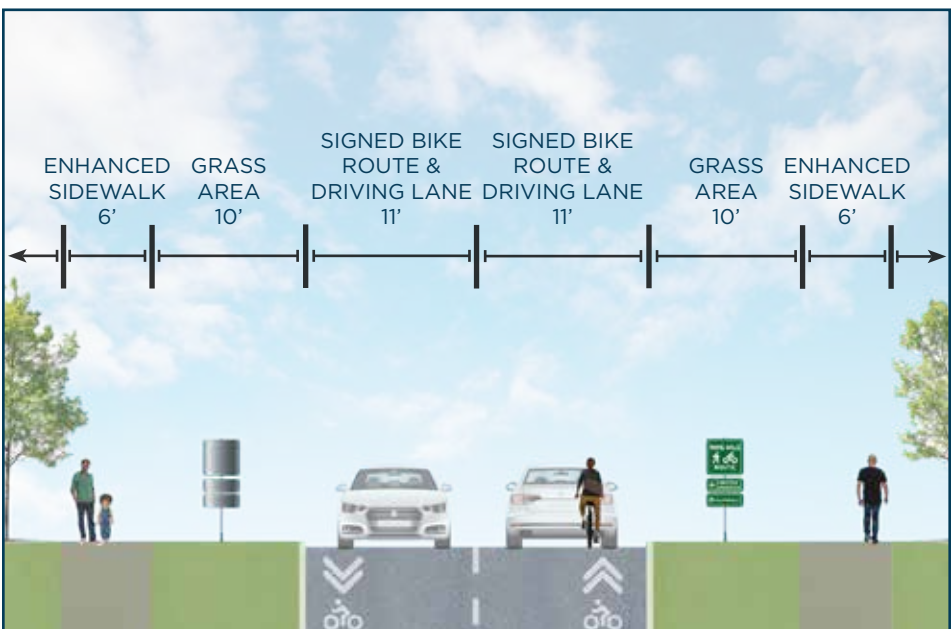 ENHANCED
SIDEWALK
6’
GRASS
AREA
10’
SIGNED BIKE
ROUTE &
DRIVING LANE
11’
SIGNED BIKE
ROUTE &
DRIVING LANE
11’
GRASS
AREA
10’
ENHANCED
SIDEWALK
6’
ROUTE